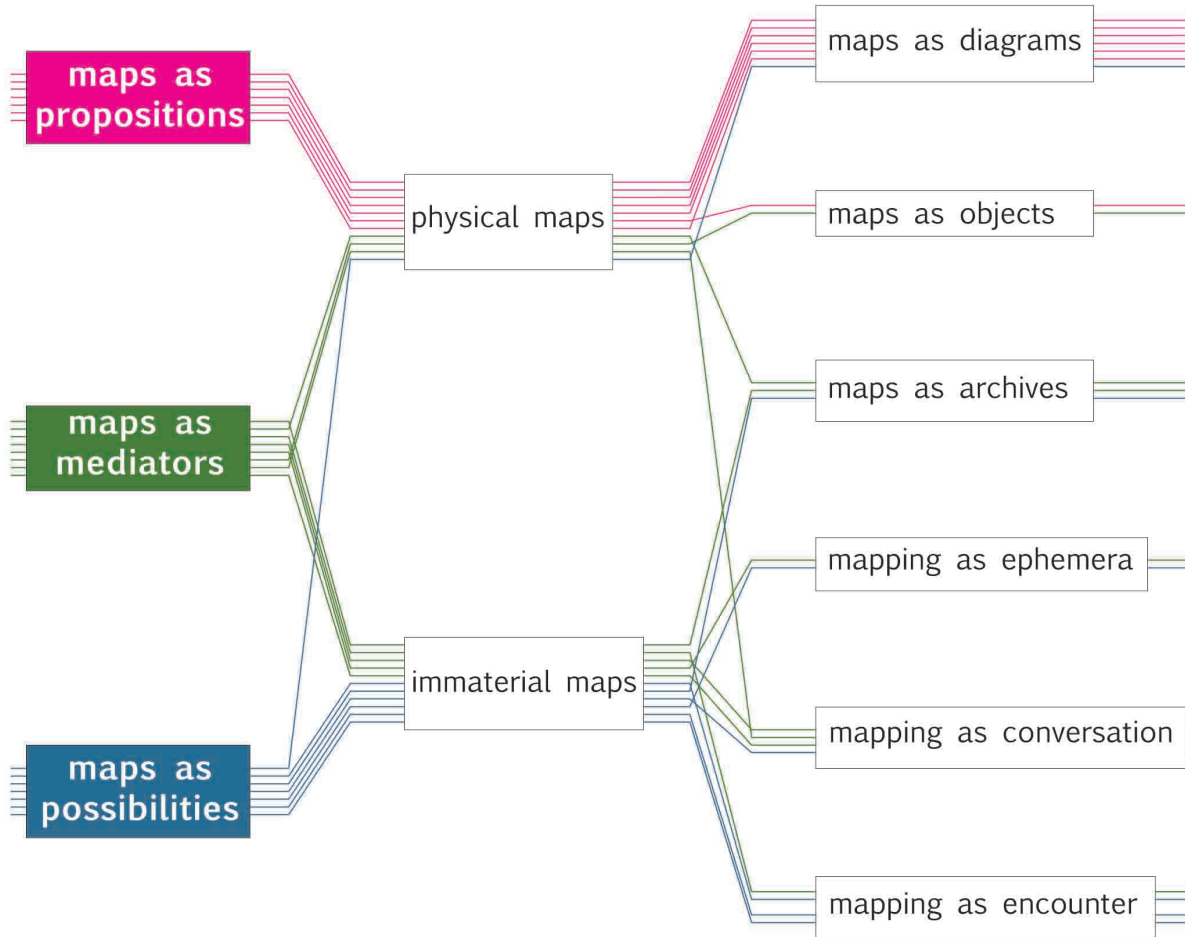 maps as
propositions
maps as
mediators
maps as
possibilities
physical maps
immaterial maps
maps as diagrams
maps as objects
maps as archives
mapping as ephemera
mapping as conversation
mapping as encounter